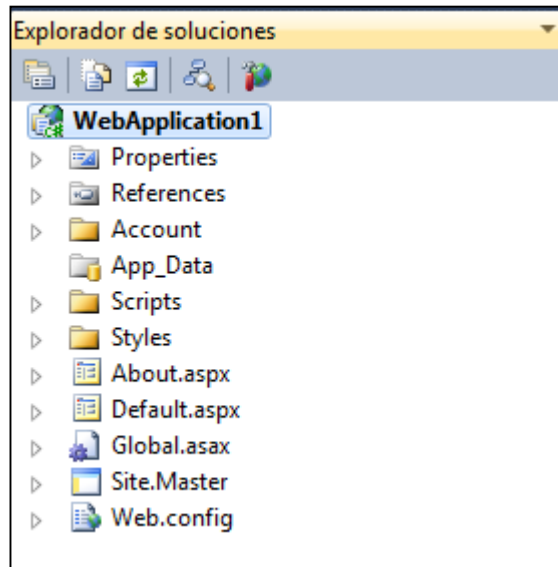 Explorador de soluciones
WebApplication1
Properties
References
Account
App_Data
Scripts
Styles
About.aspx
Default.aspx
Global.asax
Site.Master
Web.config